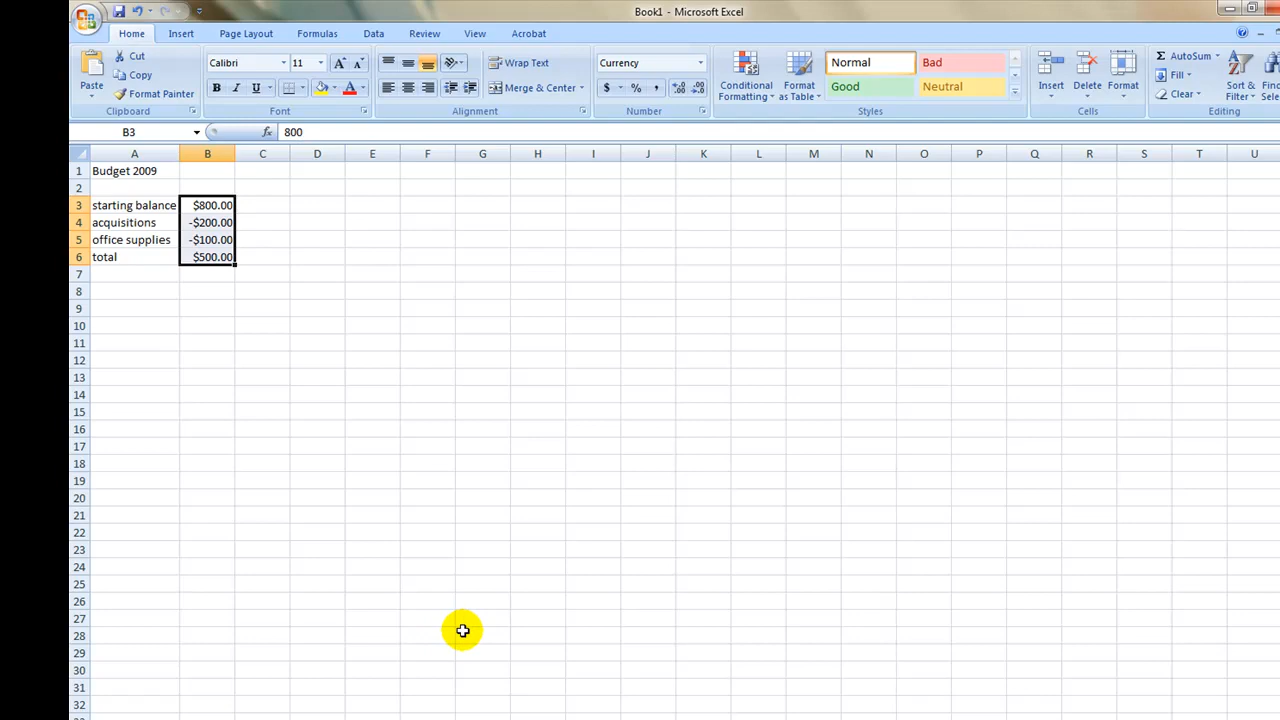 Book1 - Microsoft Excel
Home Insert Page Layout Formulas Data Review View Acrobat
Paste
Cut
Copy
Format Painter
Clipboard
Calibri 11
B I U
Font
Wrap Text
Merge & Center
Alignment
Currency
$ % ,
Number
Conditional Formatting
Format as Table
Normal Bad
Good Neutral
Styles
Insert Delete Format
Cells
AutoSum
Fill
Clear
Sort & Filter
Editing
B3 fx 800
A B C D E F G H I J K L M N O P Q R S T U
1 Budget 2009
2
3 starting balance $800.00
4 acquisitions -$200.00
5 office supplies -$100.00
6 total $500.00
7
8
9
10
11
12
13
14
15
16
17
18
19
20
21
22
23
24
25
26
27
28
29
30
31
32